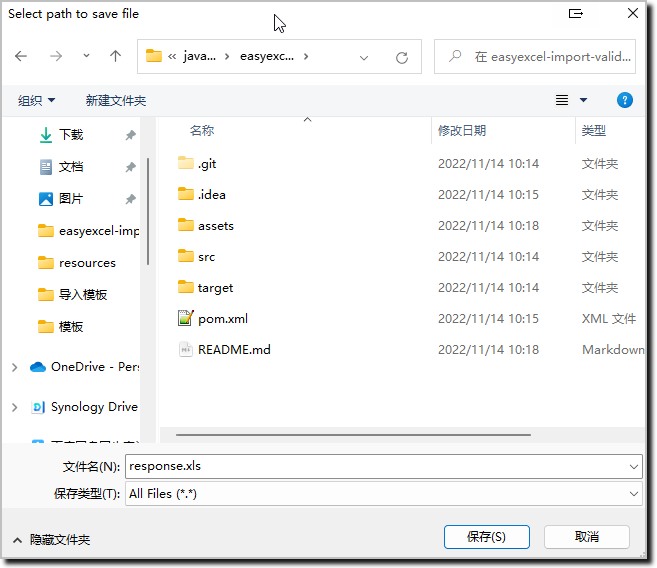 Select path to save file
« java... › easyexc... ›
在 easyexcel-import-valid...
组织 新建文件夹
名称 修改日期 类型
下载
文档
图片
easyexcel-imp
resources
导入模板
模板
OneDrive - Pers
Synology Drive
.git 2022/11/14 10:14 文件夹
.idea 2022/11/14 10:15 文件夹
assets 2022/11/14 10:18 文件夹
src 2022/11/14 10:14 文件夹
target 2022/11/14 10:14 文件夹
pom.xml 2022/11/14 10:15 XML 文件
README.md 2022/11/14 10:18 Markdown
文件名(N): response.xls
保存类型(T): All Files (*.*)
隐藏文件夹 保存(S) 取消